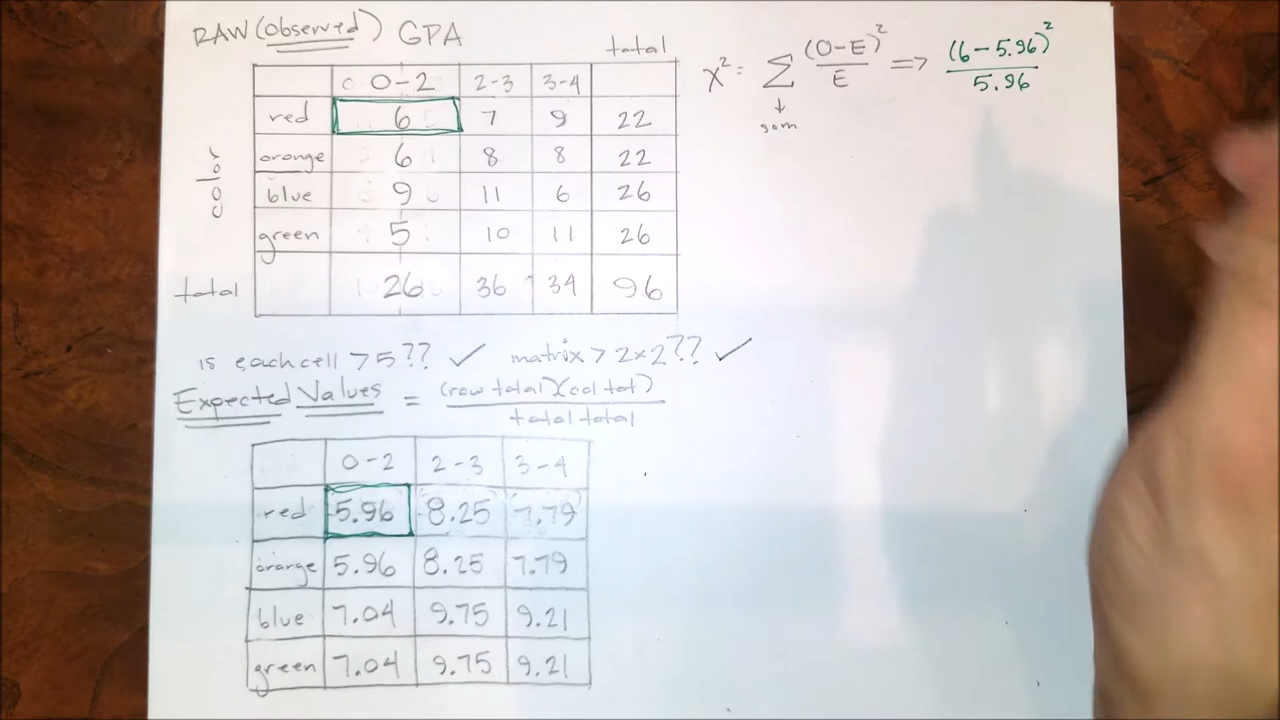 RAW (observed) GPA
total
0-2 2-3 3-4
red 6 7 9 22
orange 6 8 8 22
blue 9 11 6 26
green 5 10 11 26
total 26 36 34 96
color
χ² = Σ (O-E)² / E => (6-5.96)² / 5.96
↓
som
is each cell > 5?? ✓ matrix > 2x2?? ✓
Expected Values = (row total)(col tot) / total total
0-2 2-3 3-4
red 5.96 8.25 7.79
orange 5.96 8.25 7.79
blue 7.04 9.75 9.21
green 7.04 9.75 9.21